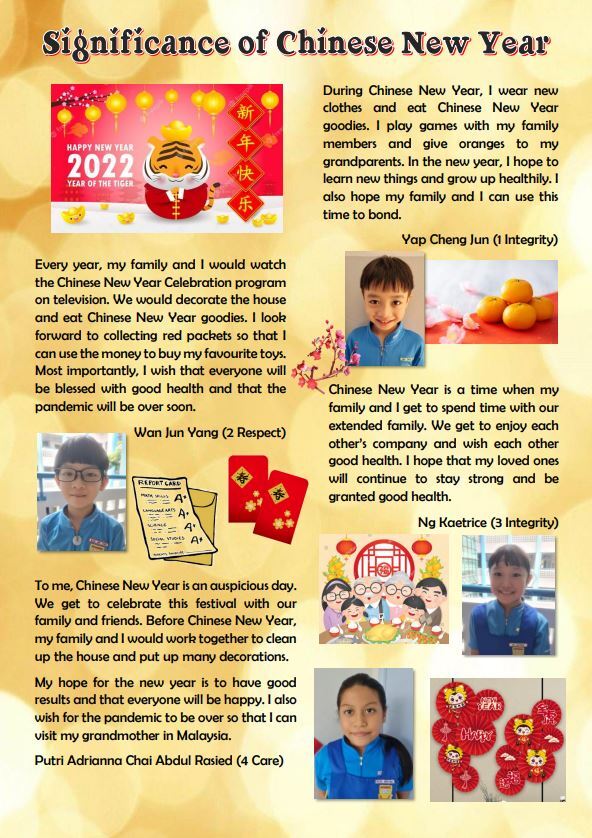 Significance of Chinese New Year
HAPPY NEW YEAR
2022
YEAR OF THE TIGER
新
年
快
乐
Every year, my family and I would watch
the Chinese New Year Celebration program
on television. We would decorate the house
and eat Chinese New Year goodies. I look
forward to collecting red packets so that I
can use the money to buy my favourite toys.
Most importantly, I wish that everyone will
be blessed with good health and that the
pandemic will be over soon.
Wan Jun Yang (2 Respect)
REPORT CARD
MATH SKILLS A+
LANGUAGE ARTS A+
SCIENCE A+
SOCIAL STUDIES A+
春
春
To me, Chinese New Year is an auspicious day.
We get to celebrate this festival with our
family and friends. Before Chinese New Year,
my family and I would work together to clean
up the house and put up many decorations.
My hope for the new year is to have good
results and that everyone will be happy. I also
wish for the pandemic to be over so that I can
visit my grandmother in Malaysia.
Putri Adrianna Chai Abdul Rasied (4 Care)
During Chinese New Year, I wear new
clothes and eat Chinese New Year
goodies. I play games with my family
members and give oranges to my
grandparents. In the new year, I hope to
learn new things and grow up healthily. I
also hope my family and I can use this
time to bond.
Yap Cheng Jun (1 Integrity)
Chinese New Year is a time when my
family and I get to spend time with our
extended family. We get to enjoy each
other's company and wish each other
good health. I hope that my loved ones
will continue to stay strong and be
granted good health.
Ng Kaetrice (3 Integrity)
NEW
YEAR
HAPPY